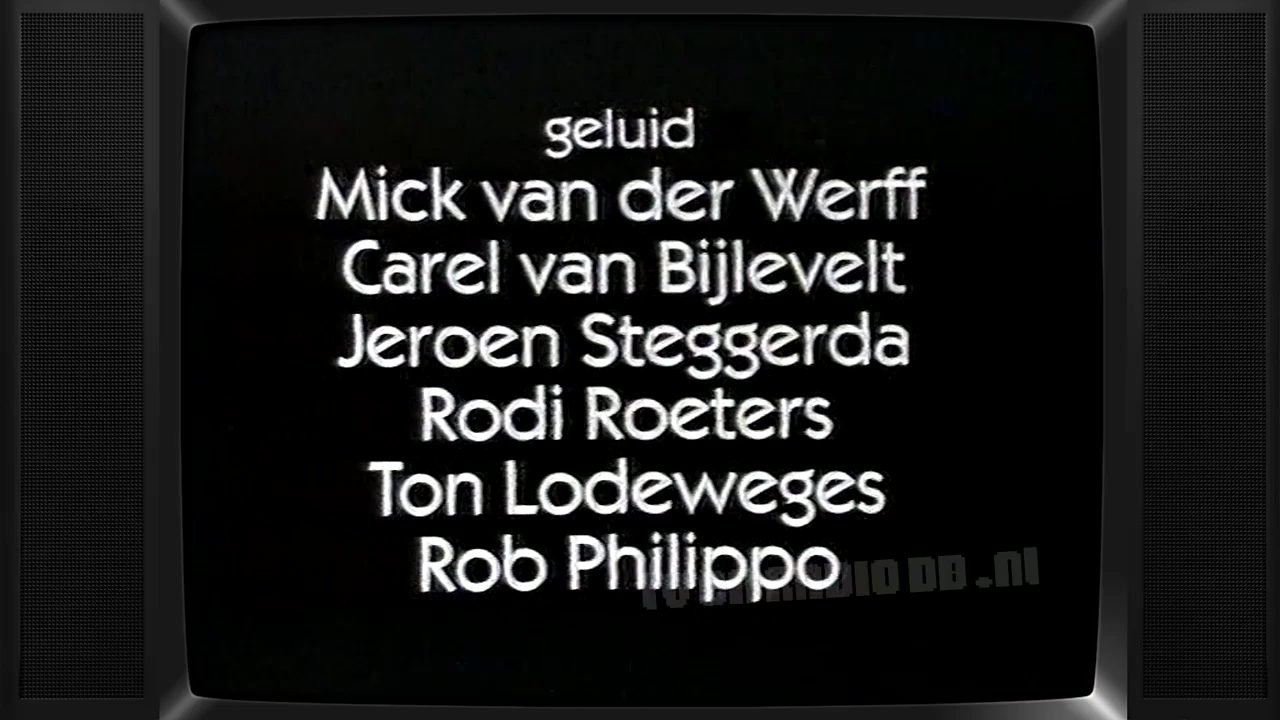 geluid
Mick van der Werff
Carel van Bijlevelt
Jeroen Steggerda
Rodi Roeters
Ton Lodeweges
Rob Philippo